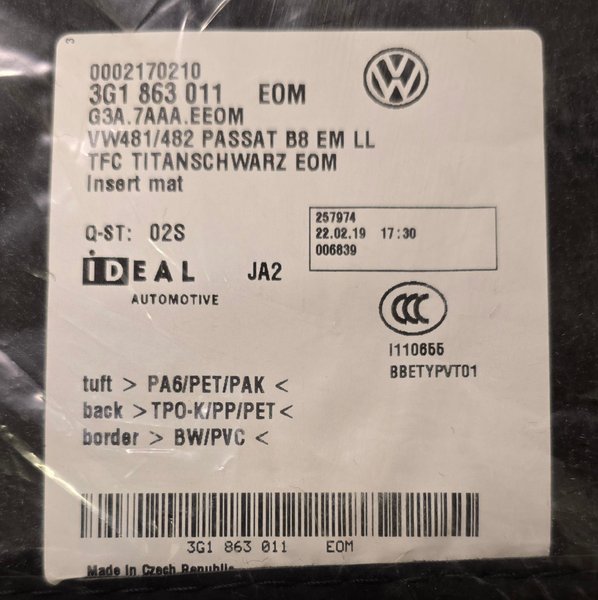 3
0002170210
3G1 863 011 EOM
G3A.7AAA.EEOM
VW481/482 PASSAT B8 EM LL
TFC TITANSCHWARZ EOM
Insert mat
Q-ST: 02S
257974
22.02.19 17:30
006839
iDEAL JA2
AUTOMOTIVE
CCC
I110655
BBETYPVT01
tuft > PA6/PET/PAK <
back >TPO-K/PP/PET<
border > BW/PVC <
3G1 863 011 EOM
Made in Czech Republic